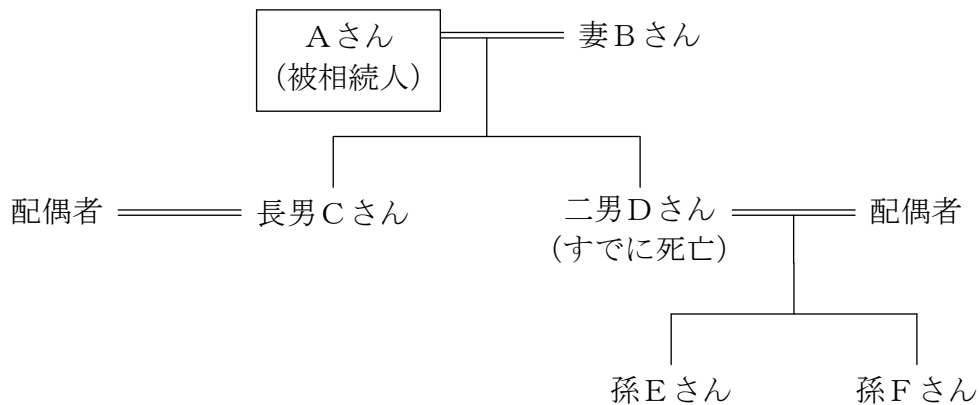 Aさん
(被相続人)
妻Bさん
配偶者
長男Cさん
二男Dさん
(すでに死亡)
配偶者
孫Eさん
孫Fさん